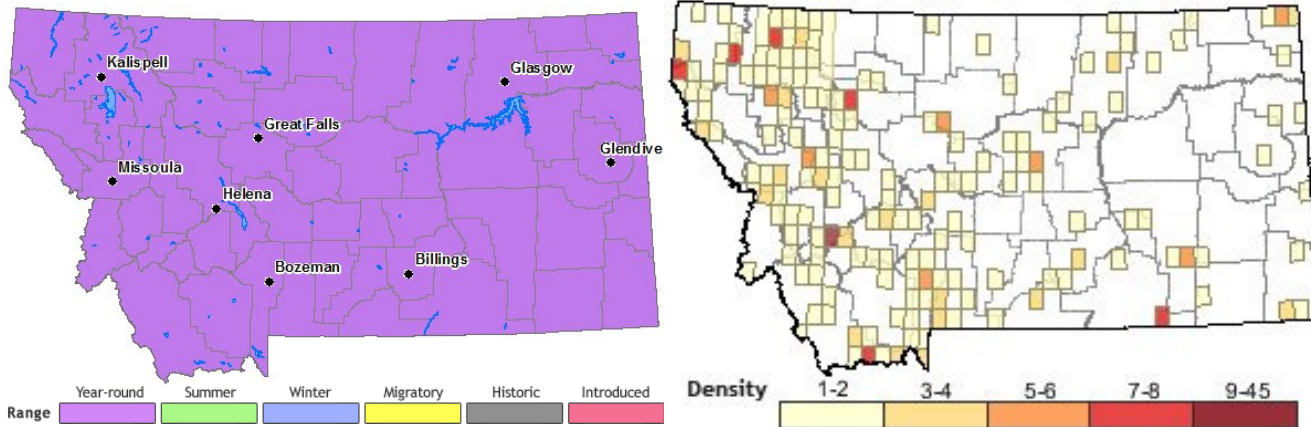 Kalispell
Glasgow
Great Falls
Glendive
Missoula
Helena
Bozeman
Billings
Year-round Summer Winter Migratory Historic Introduced
Range
Density 1-2 3-4 5-6 7-8 9-45